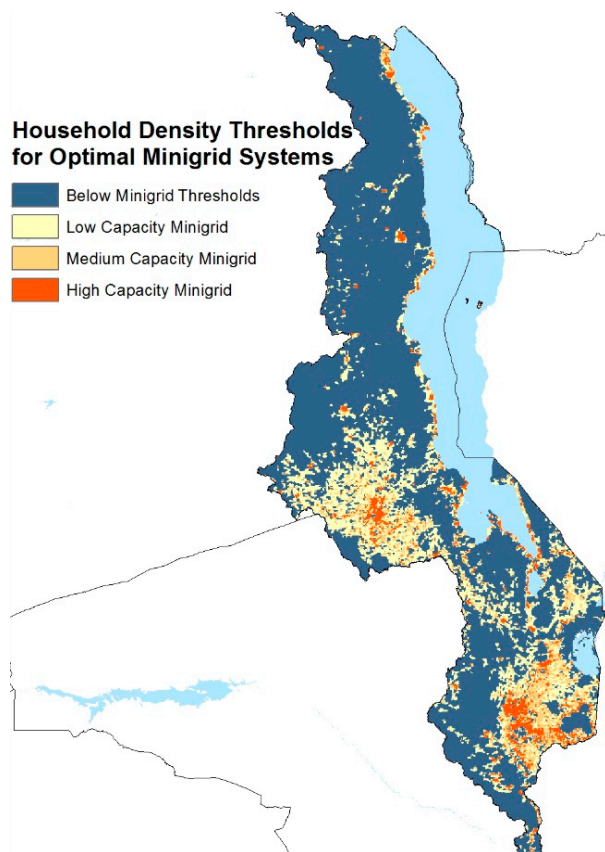 Household Density Thresholds
for Optimal Minigrid Systems
Below Minigrid Thresholds
Low Capacity Minigrid
Medium Capacity Minigrid
High Capacity Minigrid